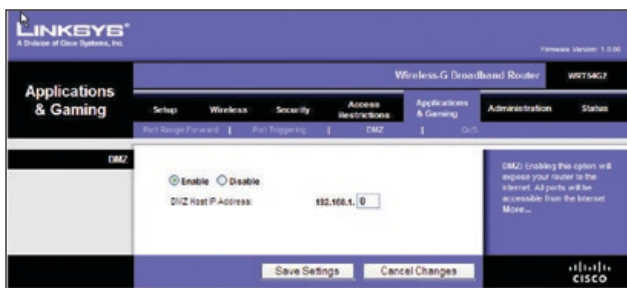 LINKSYS®
A Division of Cisco Systems, Inc.
Firmware Version: 1.0.00
Wireless-G Broadband Router WRT54G2
Applications & Gaming
Setup Wireless Security Access Restrictions Applications & Gaming Administration Status
Port Range Forward | Port Triggering | DMZ | QoS
DMZ
Enable Disable
DMZ Host IP Address: 192.168.1. 0
DMZ: Enabling this option will
expose your router to the
internet. All ports will be
accessible from the internet
More...
Save Settings Cancel Changes
CISCO